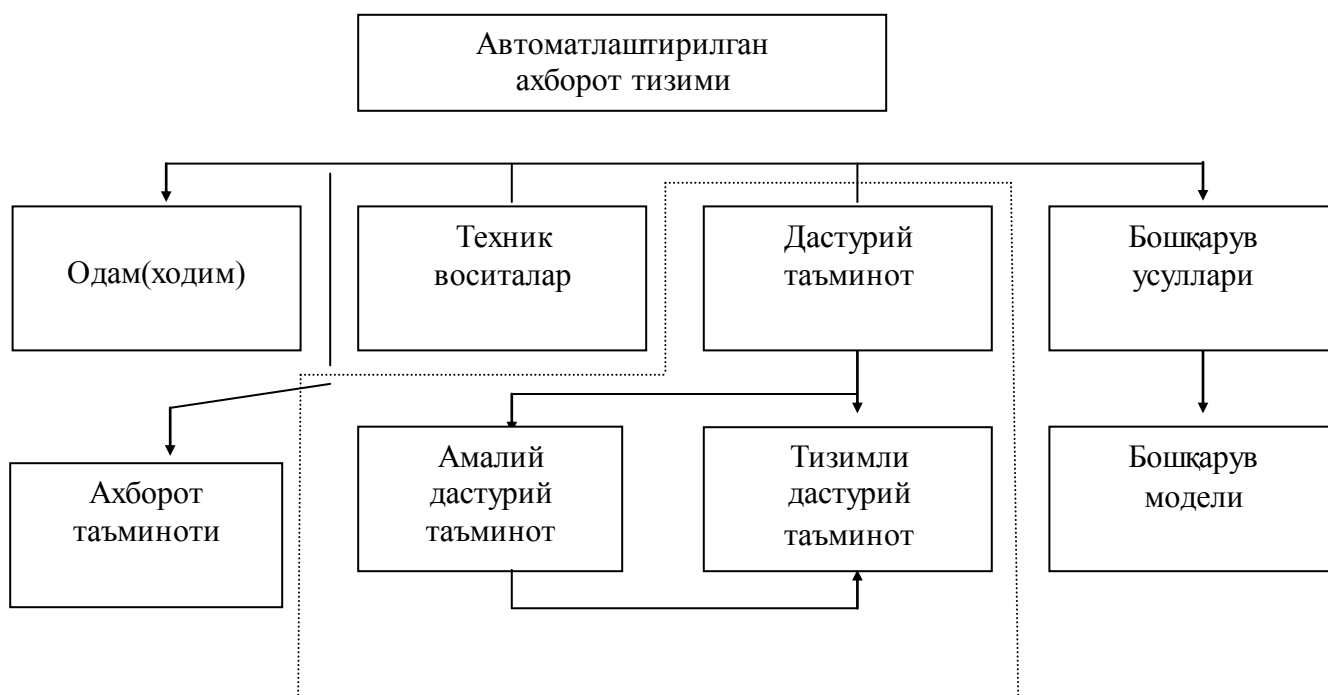 Автоматлаштирилган
ахборот тизими
Одам(ходим)
Техник
воситалар
Дастурий
таъминот
Бошқарув
усуллари
Ахборот
таъминоти
Амалий
дастурий
таъминот
Тизимли
дастурий
таъминот
Бошқарув
модели